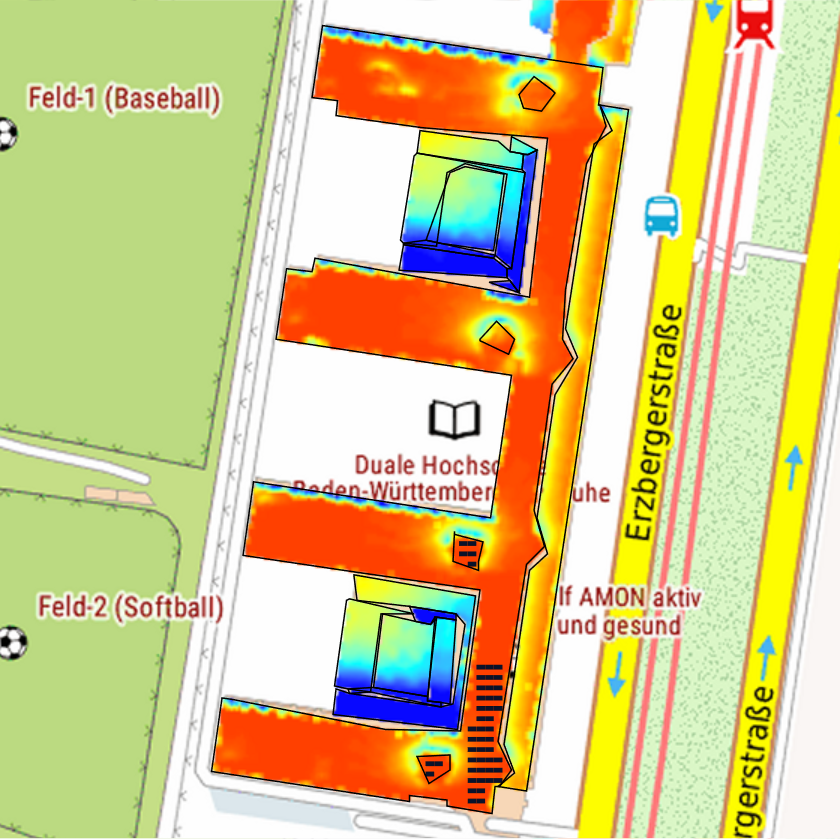 Feld-1 (Baseball)
Erzbergerstraße
Duale Hochsc
Baden-Württember uhe
Feld-2 (Softball)
lf AMON aktiv
und gesund
rgerstraße